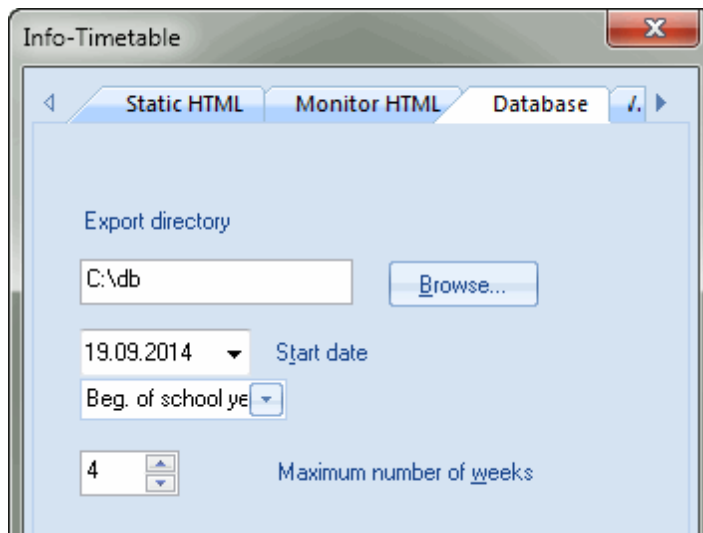 Info-Timetable
Static HTML Monitor HTML Database
Export directory
C:\db Browse...
19.09.2014 Start date
Beg. of school ye
4 Maximum number of weeks